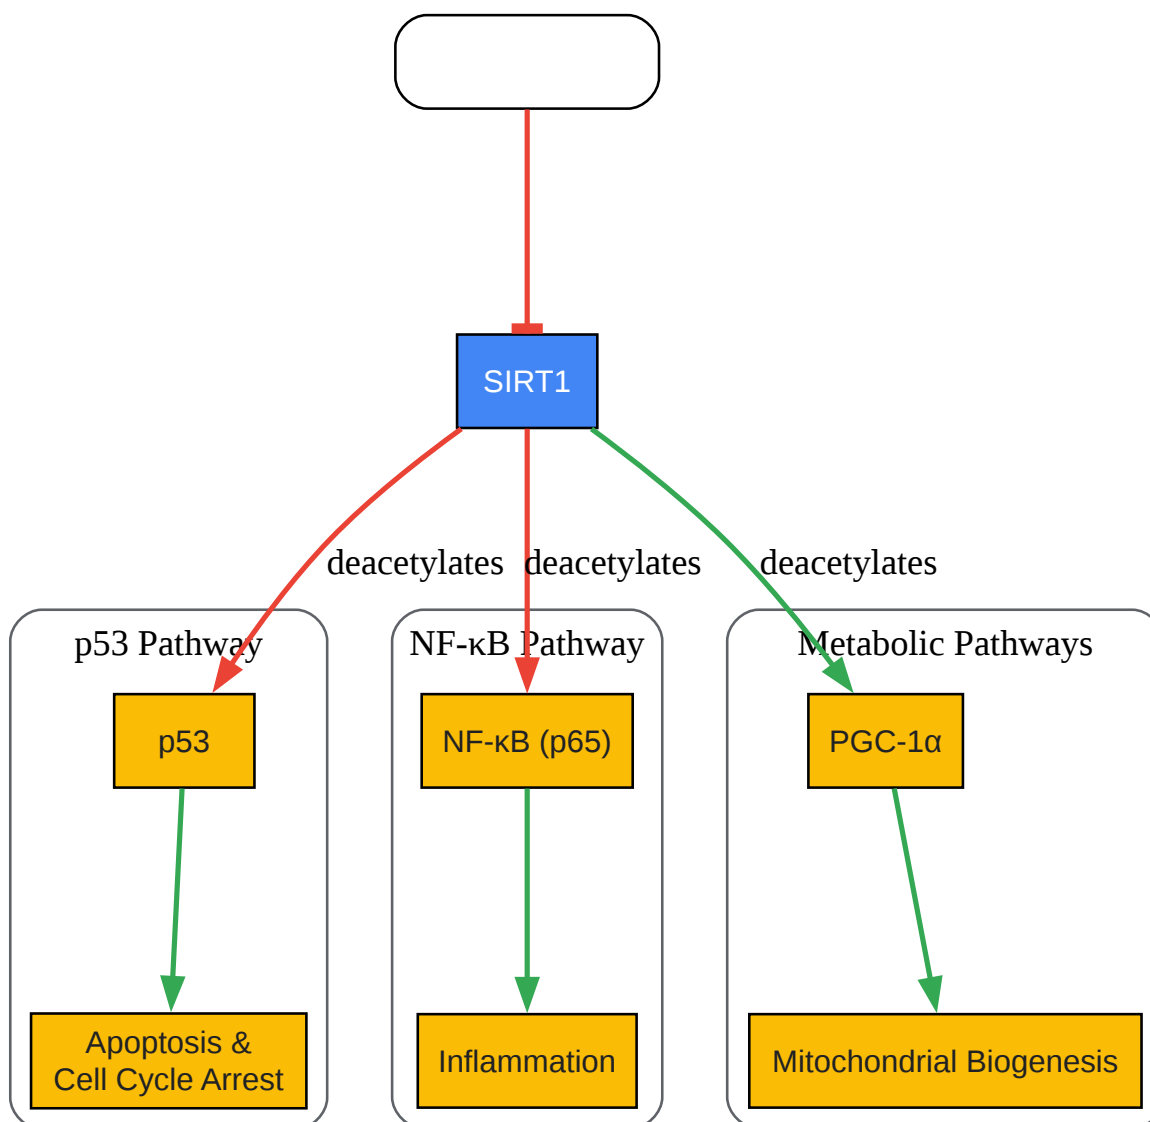 SIRT1
deacetylates
deacetylates
deacetylates
p53 Pathway
NF-κB Pathway
Metabolic Pathways
p53
NF-κB (p65)
PGC-1α
Apoptosis &
Cell Cycle Arrest
Inflammation
Mitochondrial Biogenesis